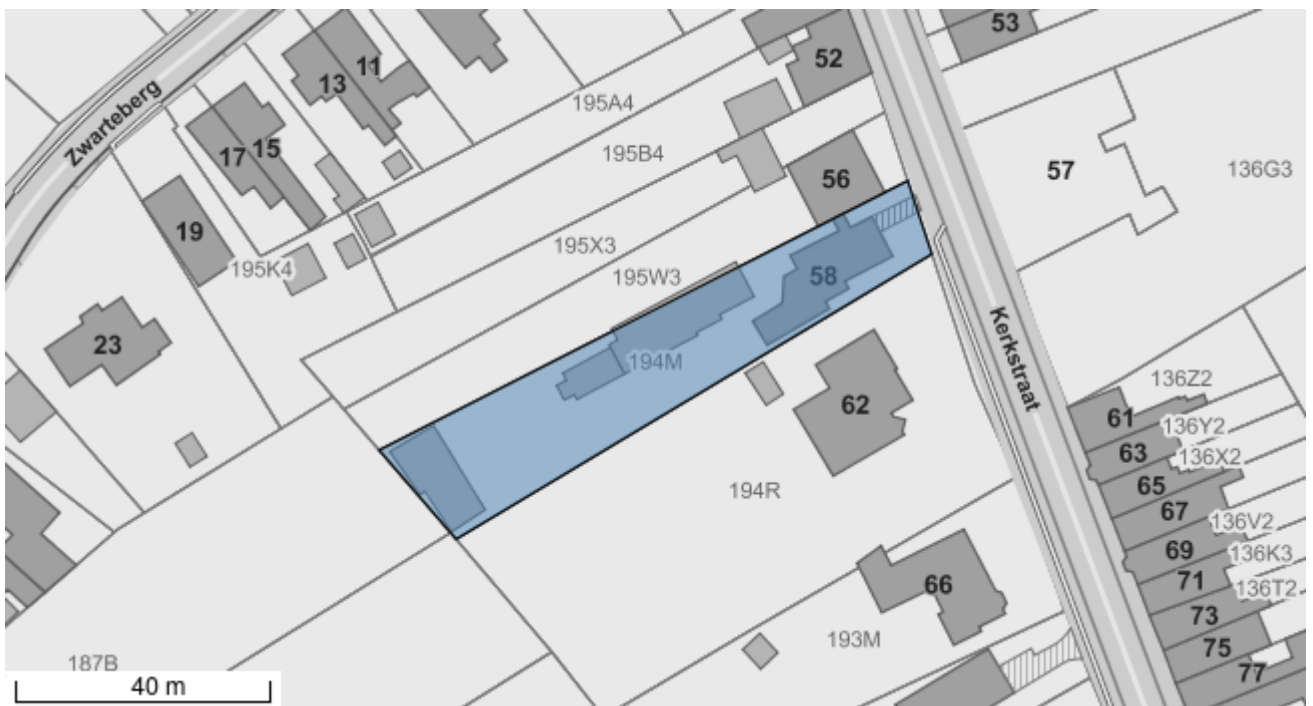 53
52
11
13
195A4
Zwarteberg
17
15
195B4
57
136G3
56
19
195X3
195K4
195W3
58
23
Kerkstraat
194M
136Z2
62
61
136Y2
63
136X2
65
194R
67
136V2
69
136K3
66
71
136T2
73
193M
75
187B
77
40 m